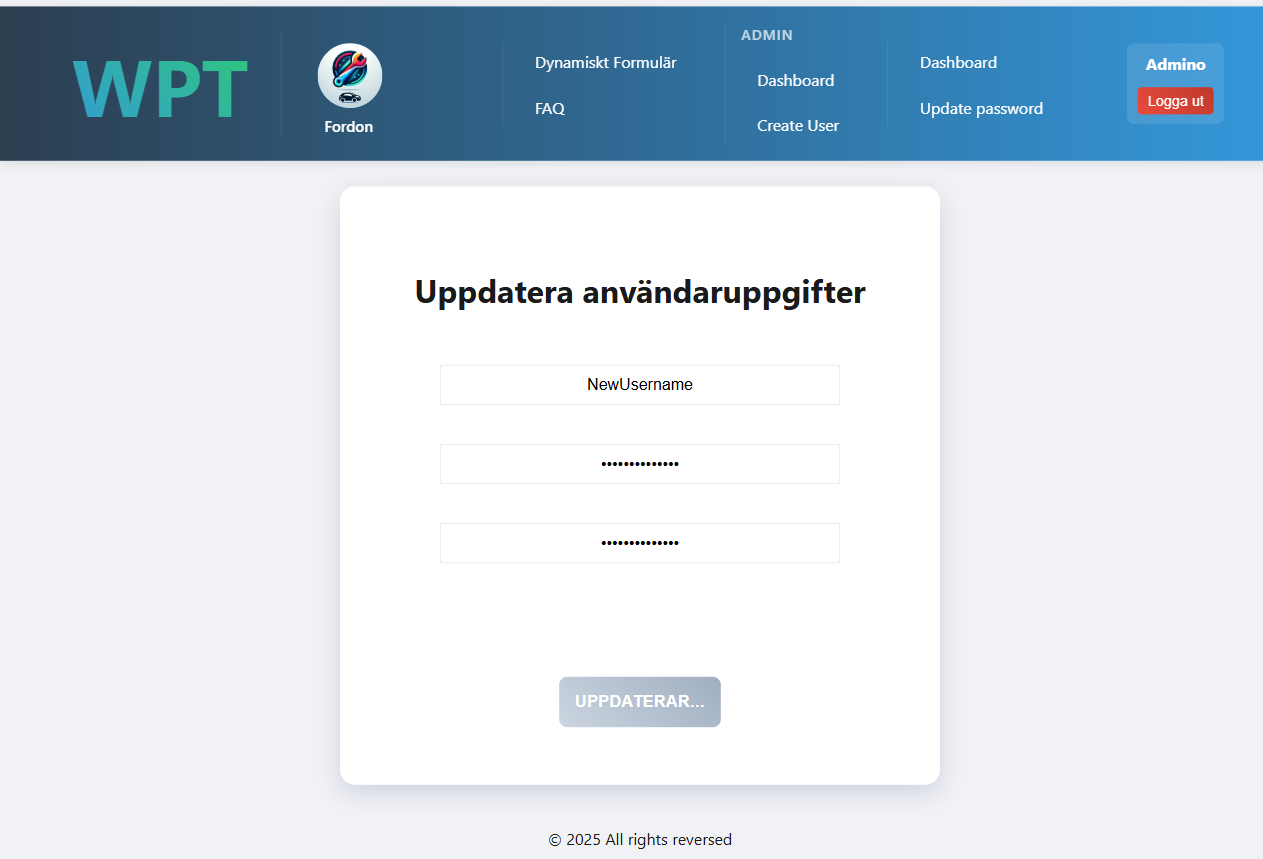 WPT
Fordon
Dynamiskt Formulär
FAQ
ADMIN
Dashboard
Create User
Dashboard
Update password
Admino
Logga ut
Uppdatera användaruppgifter
NewUsername
••••••••••••••
••••••••••••••
UPPDATERAR...
© 2025 All rights reversed